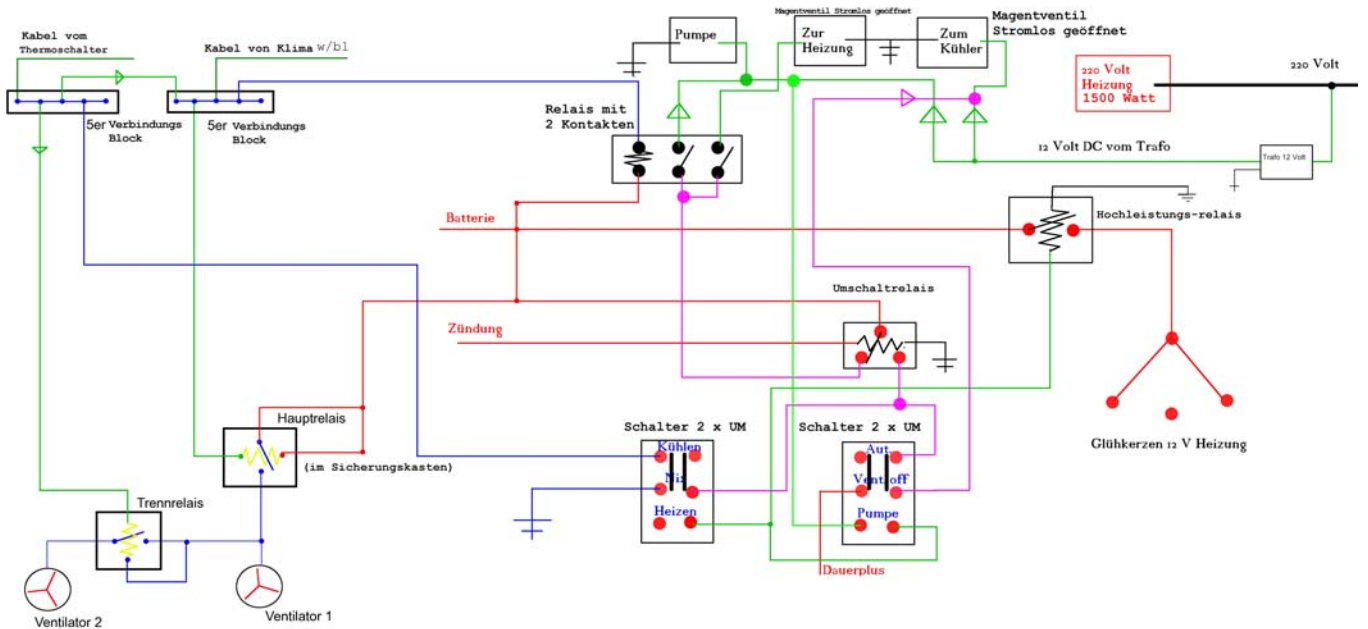 Kabel vom
Thermoschalter
Kabel von Klima w/bl
5er Verbindungs
Block
5er Verbindungs
Block
Pumpe
Magentventil Stromlos geöffnet
Zur
Heizung
Zum
Kühler
Magentventil
Stromlos geöffnet
220 Volt
Heizung
1500 Watt
220 Volt
Relais mit
2 Kontakten
12 Volt DC vom Trafo
Trafo 12 Volt
Batterie
Hochleistungs-relais
Umschaltrelais
Zündung
Hauptrelais
(im Sicherungskasten)
Schalter 2 x UM
Schalter 2 x UM
Glühkerzen 12 V Heizung
Kühlen
Nix
Heizen
Aut.
Vent.off
Pumpe
Trennrelais
Dauerplus
Ventilator 2
Ventilator 1